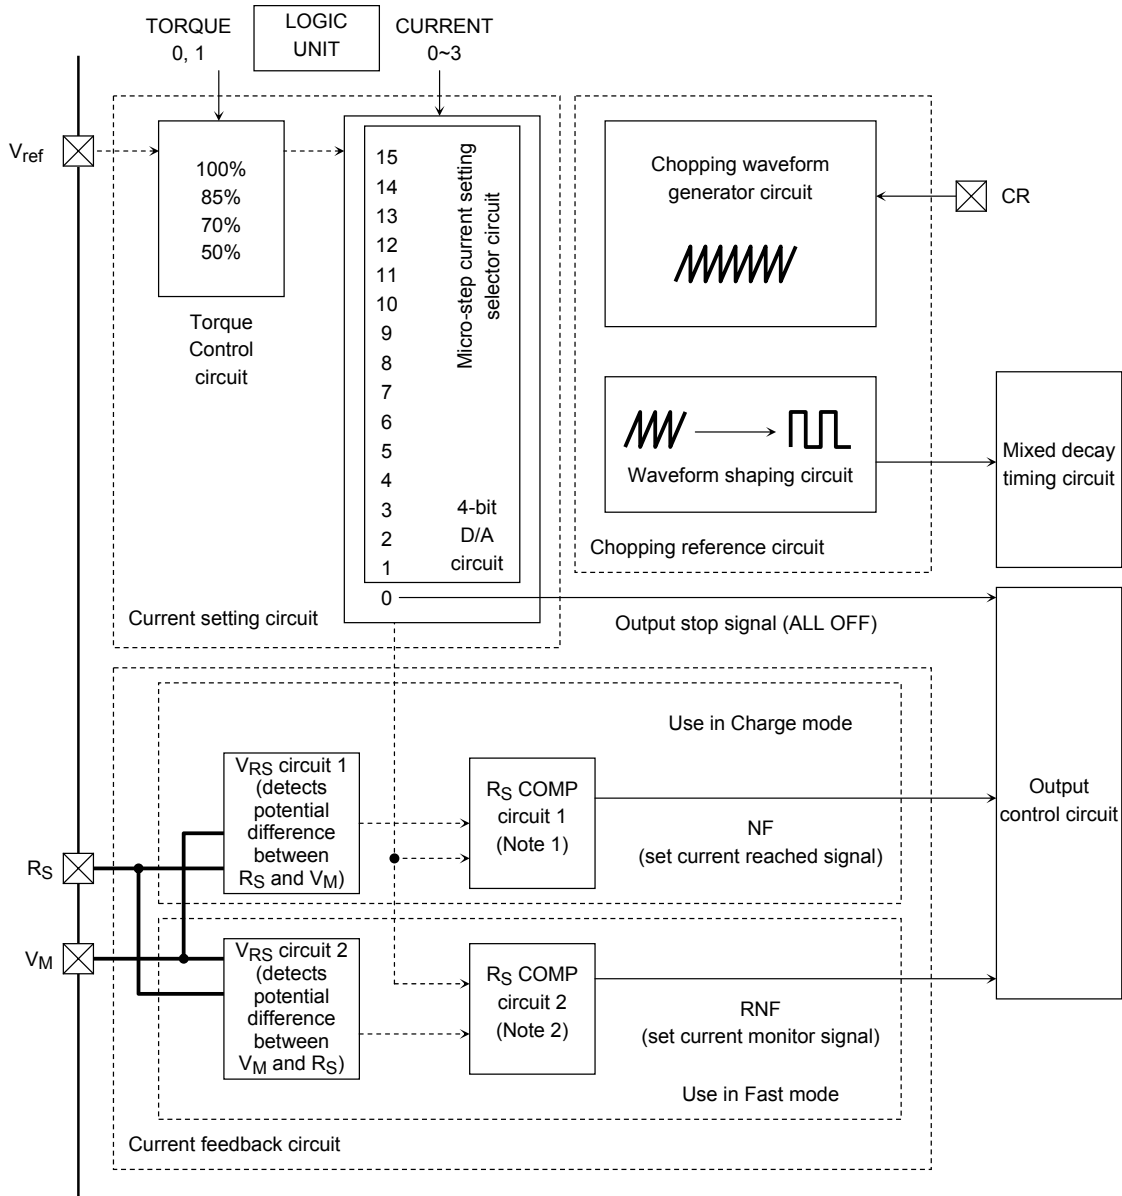 TORQUE
0, 1
LOGIC
UNIT
CURRENT
0~3
Vref
100%
85%
70%
50%
Torque
Control
circuit
15
14
13
12
11
10
9
8
7
6
5
4
3
2
1
0
Micro-step current setting
selector circuit
4-bit
D/A
circuit
Current setting circuit
Chopping waveform
generator circuit
CR
Waveform shaping circuit
Chopping reference circuit
Mixed decay
timing circuit
Output stop signal (ALL OFF)
Output
control circuit
Use in Charge mode
VRS circuit 1
(detects
potential
difference
between
RS and VM)
RS COMP
circuit 1
(Note 1)
NF
(set current reached signal)
RS
VM
VRS circuit 2
(detects
potential
difference
between
VM and RS)
RS COMP
circuit 2
(Note 2)
RNF
(set current monitor signal)
Use in Fast mode
Current feedback circuit